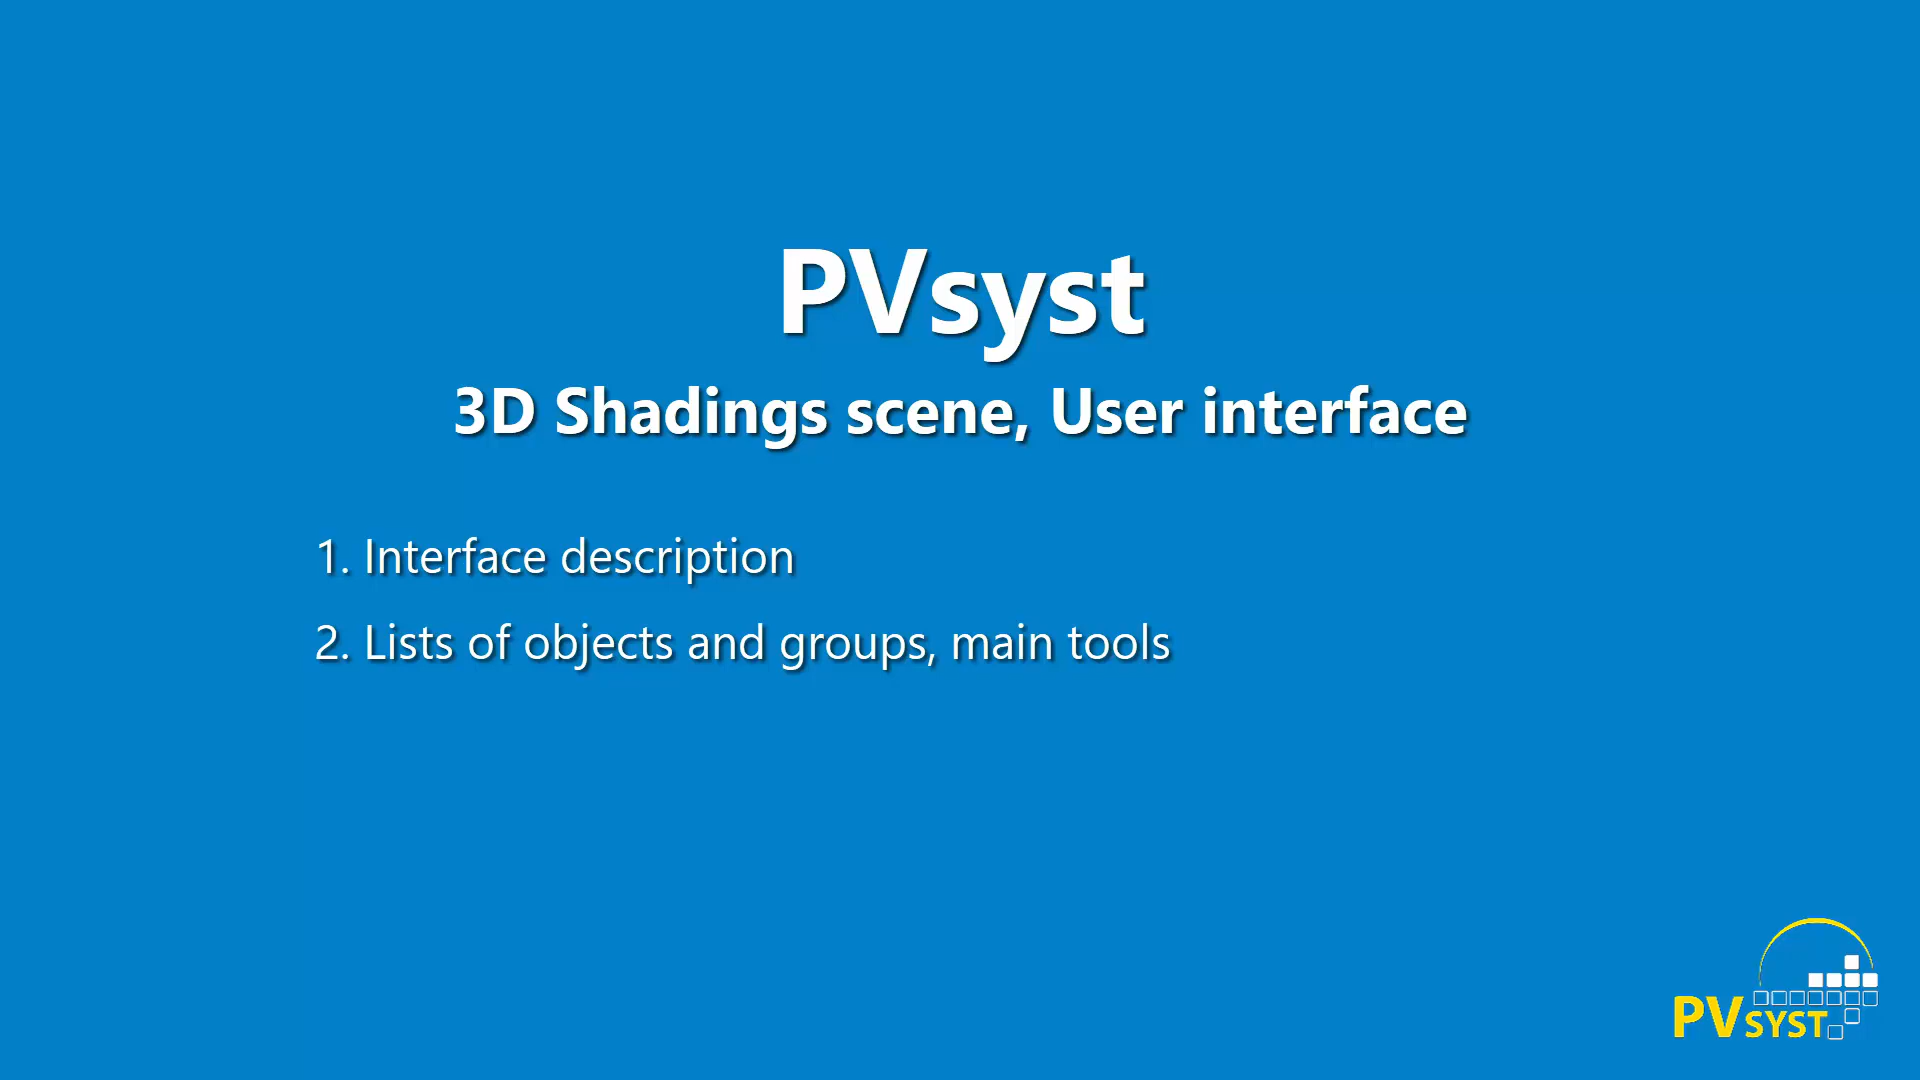 PVsyst
3D Shadings scene, User interface
1. Interface description
2. Lists of objects and groups, main tools
PVSYST